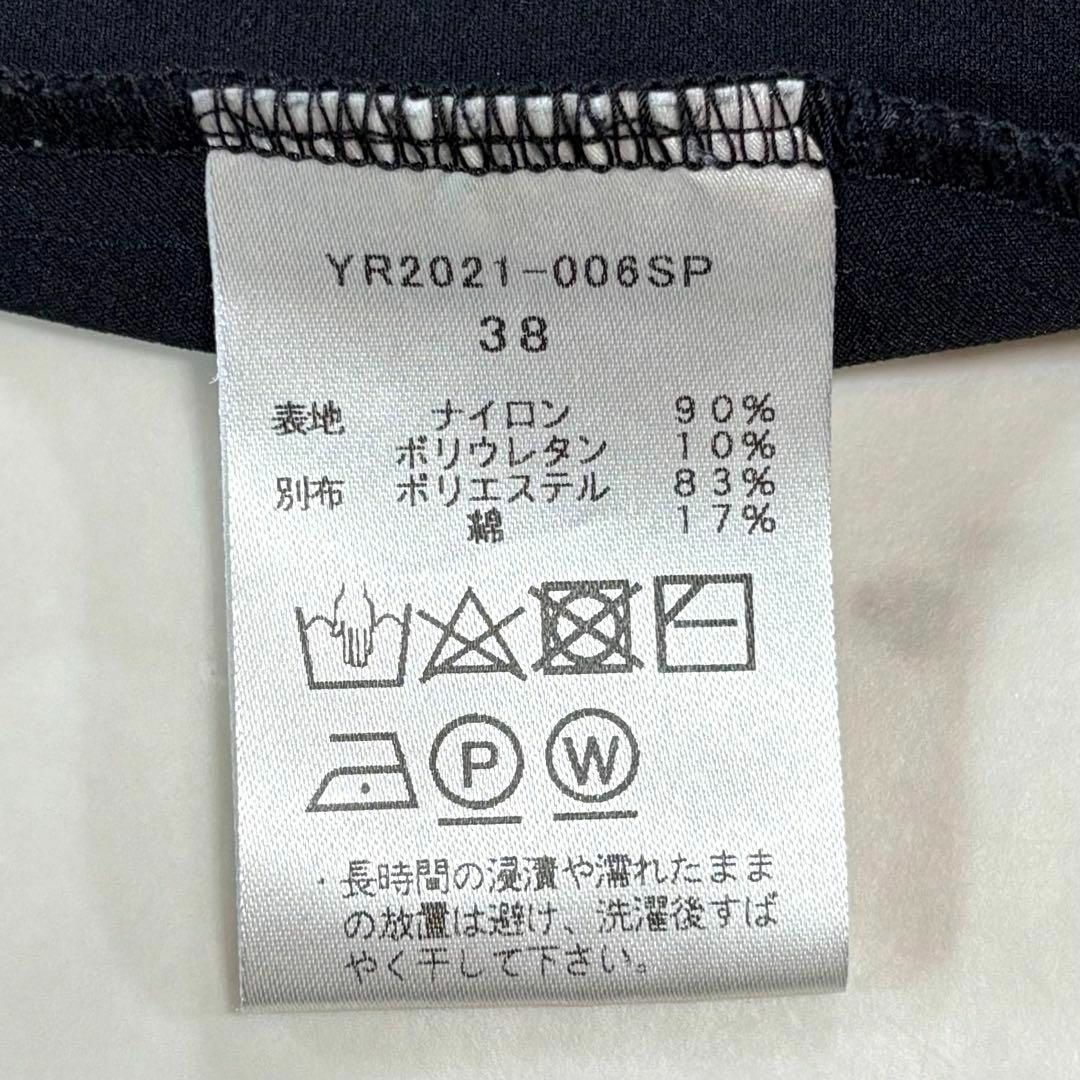 YR2021-006SP
38
表地 ナイロン 90%
ポリウレタン 10%
別布 ポリエステル 83%
綿 17%
P W
・長時間の浸漬や濡れたまま
の放置は避け、洗濯後すば
やく干して下さい。